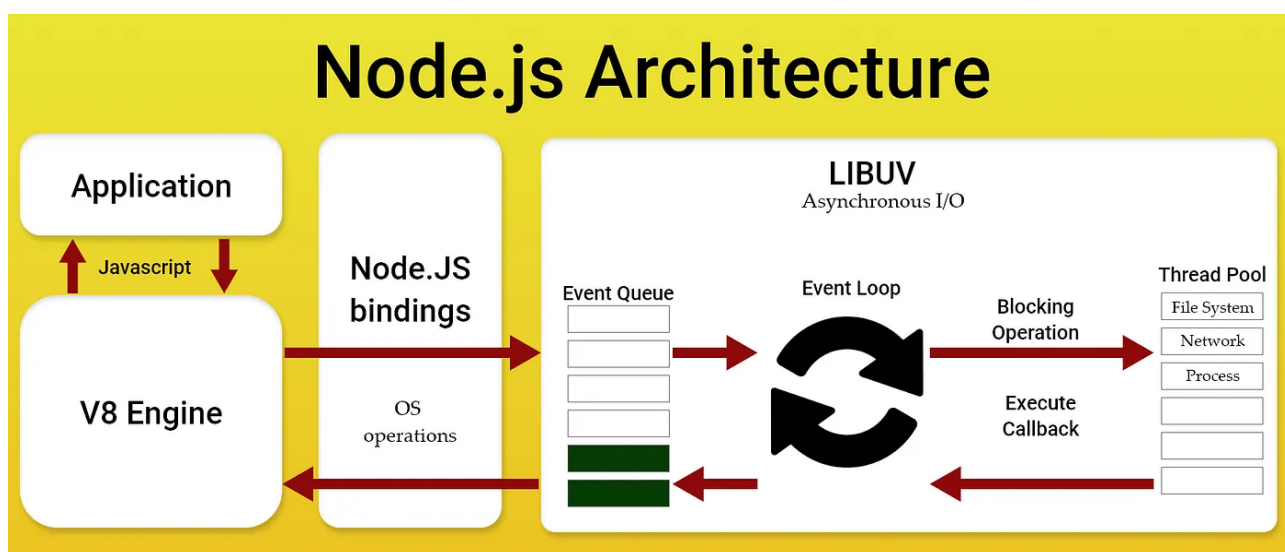 Node.js Architecture
Application
Javascript
V8 Engine
Node.JS
bindings
OS
operations
LIBUV
Asynchronous I/O
Event Queue
Event Loop
Blocking
Operation
Execute
Callback
Thread Pool
File System
Network
Process